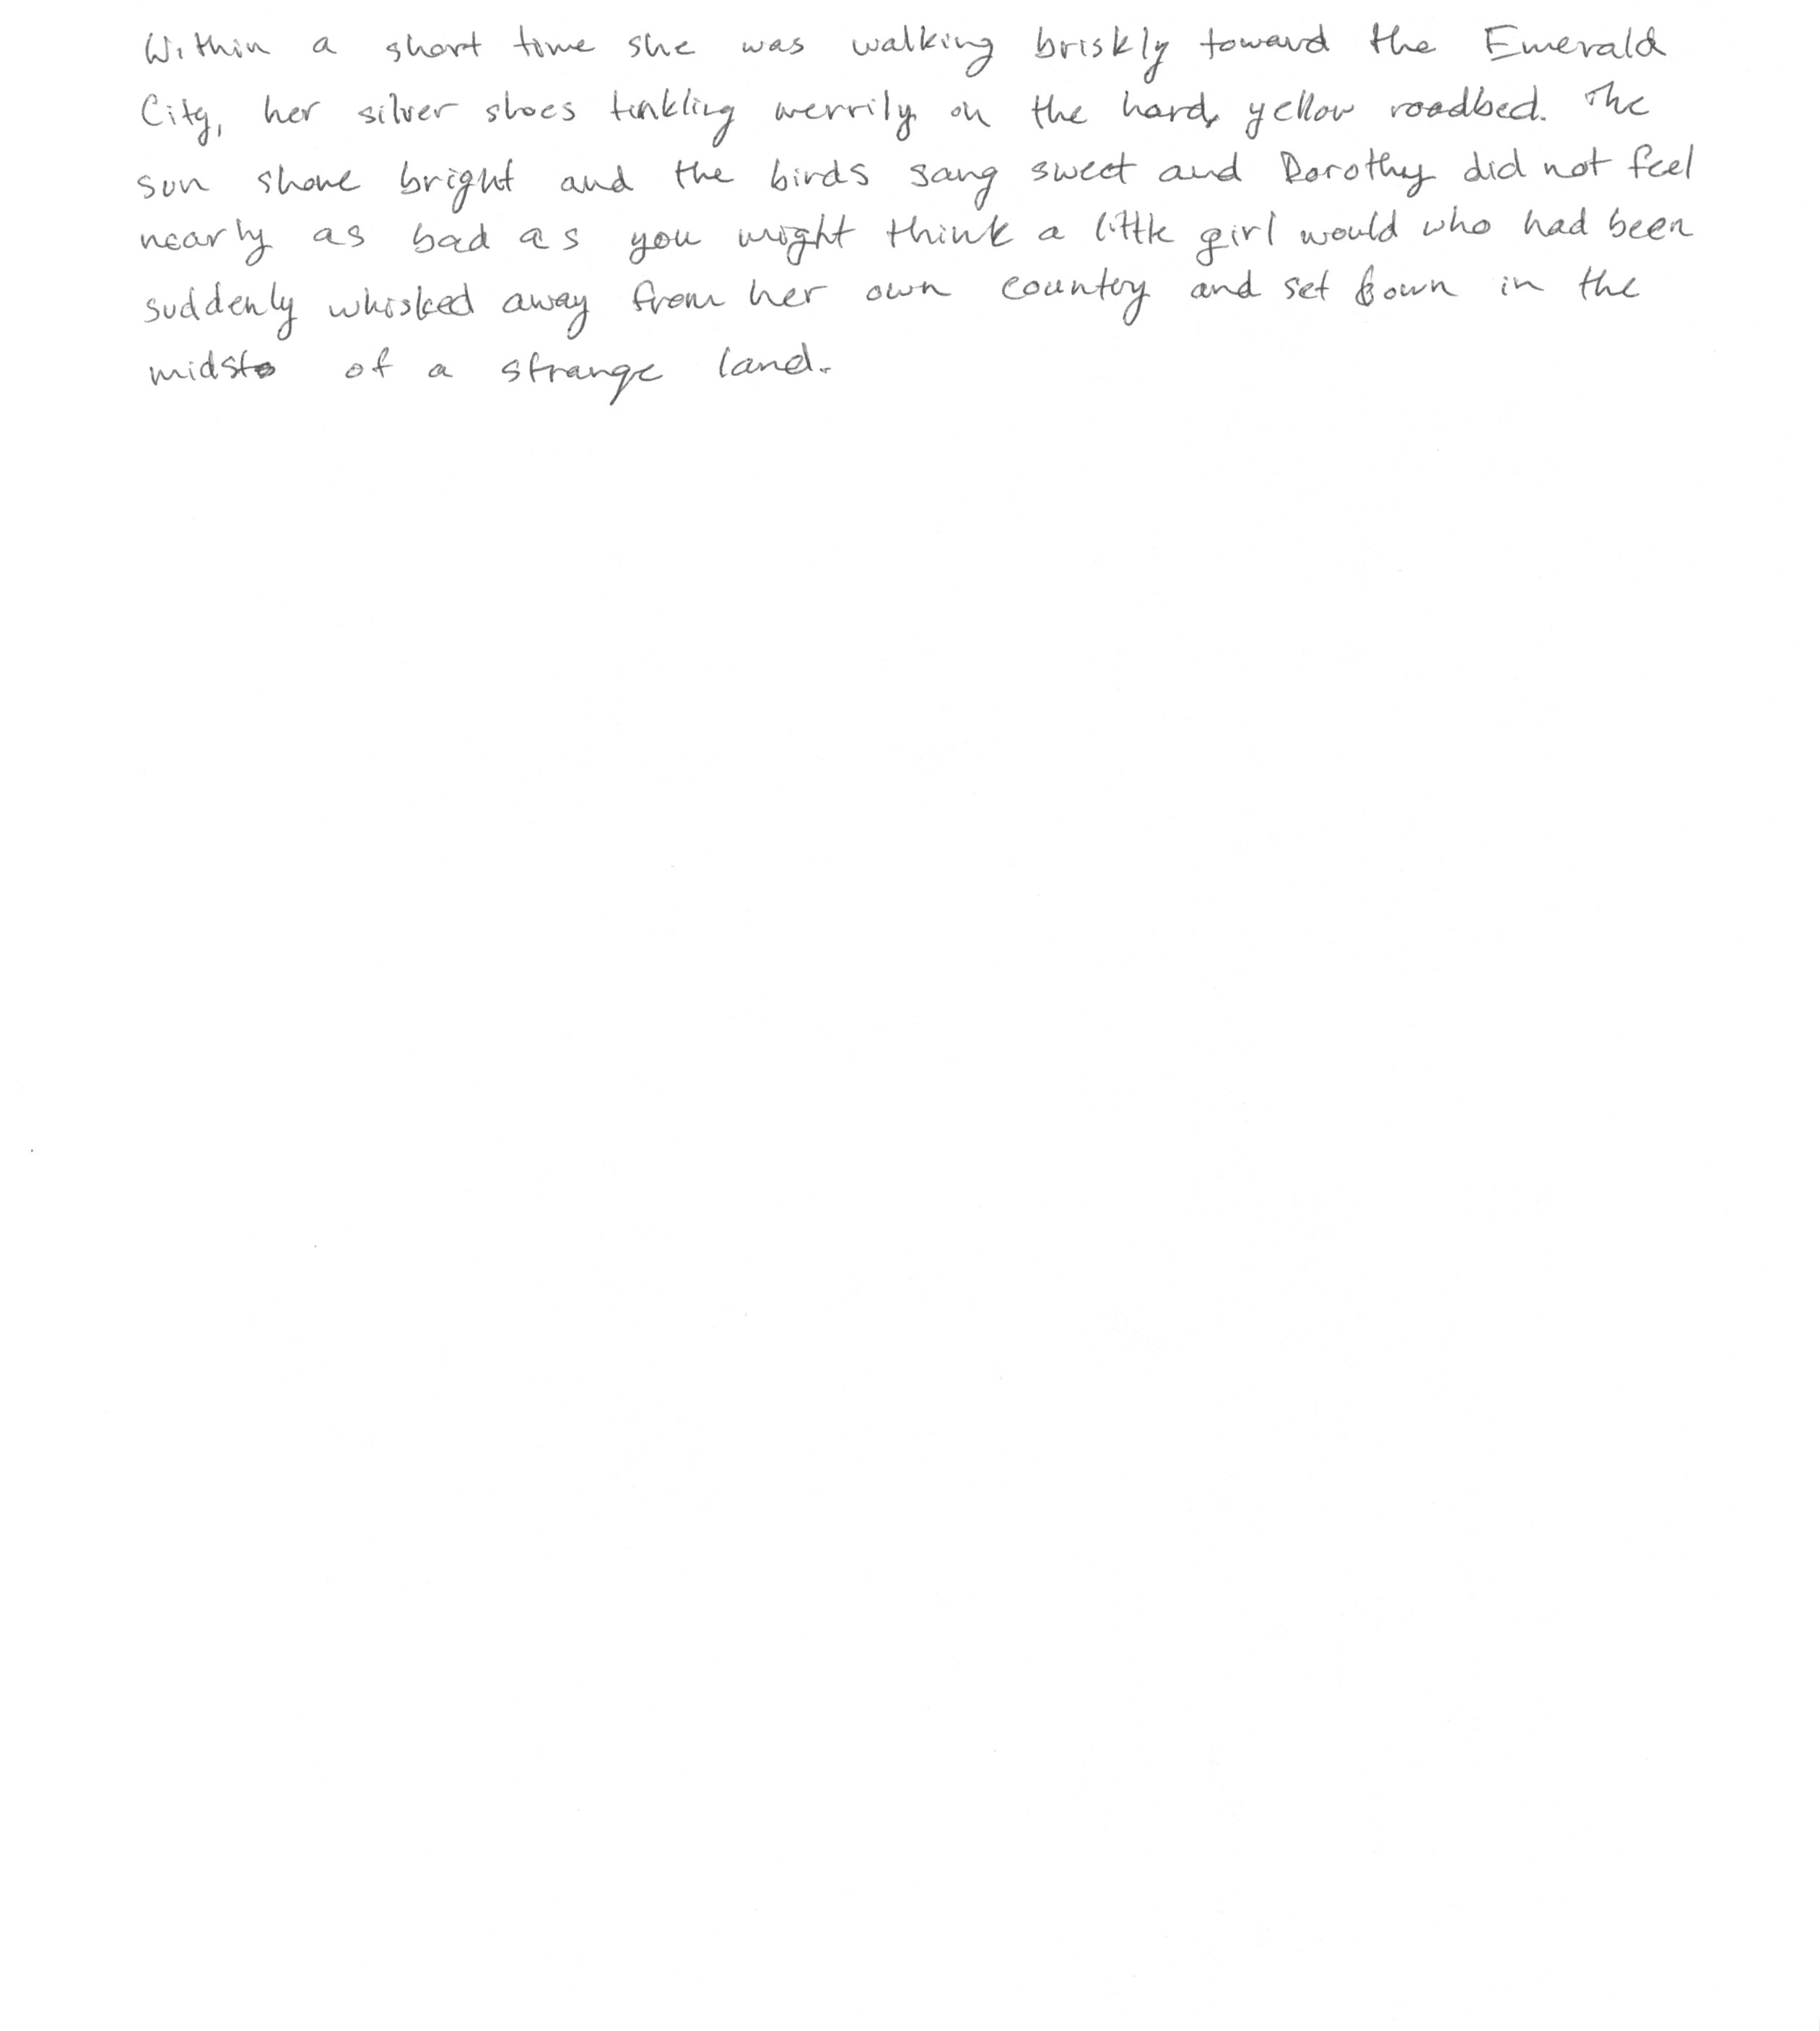 Within a short time she was walking briskly toward the Emerald
City, her silver shoes tinkling merrily on the hard, yellow roadbed. The
sun shone bright and the birds sang sweet and Dorothy did not feel
nearly as bad as you might think a little girl would who had been
suddenly whisked away from her own country and set down in the
midst of a strange land.